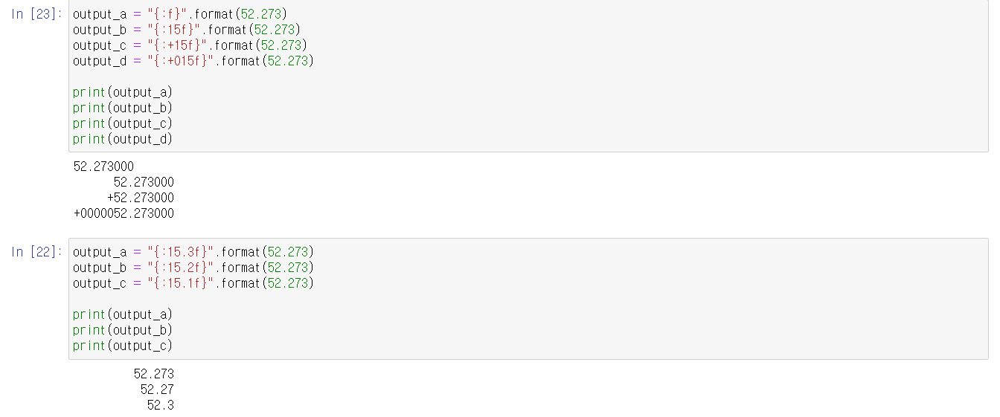 In [23]: output_a = "{:f}".format(52.273)
output_b = "{:15f}".format(52.273)
output_c = "{:+15f}".format(52.273)
output_d = "{:+015f}".format(52.273)
print(output_a)
print(output_b)
print(output_c)
print(output_d)
52.273000
      52.273000
     +52.273000
+0000052.273000
In [22]: output_a = "{:15.3f}".format(52.273)
output_b = "{:15.2f}".format(52.273)
output_c = "{:15.1f}".format(52.273)
print(output_a)
print(output_b)
print(output_c)
         52.273
          52.27
           52.3